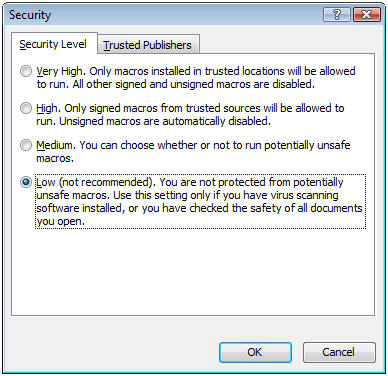 Security
Security Level
Trusted Publishers
Very High. Only macros installed in trusted locations will be allowed
to run. All other signed and unsigned macros are disabled.
High. Only signed macros from trusted sources will be allowed to
run. Unsigned macros are automatically disabled.
Medium. You can choose whether or not to run potentially unsafe
macros.
Low (not recommended). You are not protected from potentially
unsafe macros. Use this setting only if you have virus scanning
software installed, or you have checked the safety of all documents
you open.
OK
Cancel